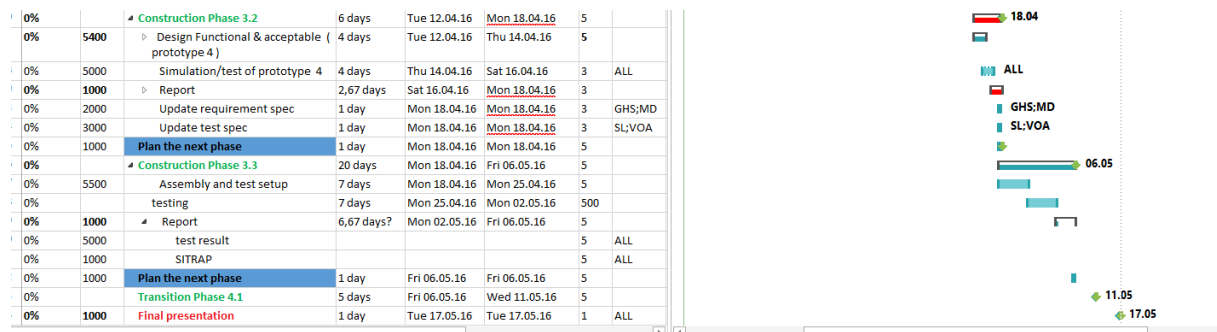 0% Construction Phase 3.2 6 days Tue 12.04.16 Mon 18.04.16 5 18.04
0% 5400 Design Functional & acceptable ( 4 days Tue 12.04.16 Thu 14.04.16 5
prototype 4 )
0% 5000 Simulation/test of prototype 4 4 days Thu 14.04.16 Sat 16.04.16 3 ALL ALL
0% 1000 Report 2,67 days Sat 16.04.16 Mon 18.04.16 3
0% 2000 Update requirement spec 1 day Mon 18.04.16 Mon 18.04.16 3 GHS;MD GHS;MD
0% 3000 Update test spec 1 day Mon 18.04.16 Mon 18.04.16 3 SL;VOA SL;VOA
0% 1000 Plan the next phase 1 day Mon 18.04.16 Mon 18.04.16 5
0% Construction Phase 3.3 20 days Mon 18.04.16 Fri 06.05.16 5 06.05
0% 5500 Assembly and test setup 7 days Mon 18.04.16 Mon 25.04.16 5
0% testing 7 days Mon 25.04.16 Mon 02.05.16 500
0% 1000 Report 6,67 days? Mon 02.05.16 Fri 06.05.16 5
0% 5000 test result 5 ALL
0% 1000 SITRAP 5 ALL
0% 1000 Plan the next phase 1 day Fri 06.05.16 Fri 06.05.16 5
0% Transition Phase 4.1 5 days Fri 06.05.16 Wed 11.05.16 5 11.05
0% 1000 Final presentation 1 day Tue 17.05.16 Tue 17.05.16 1 ALL 17.05